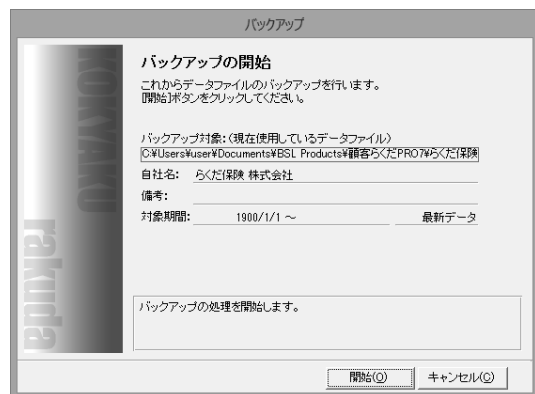 バックアップ
KOKYAKU
rakuda
バックアップの開始
これからデータファイルのバックアップを行います。
[開始]ボタンをクリックしてください。
バックアップ対象:(現在使用しているデータファイル)
C:¥Users¥user¥Documents¥BSL Products¥顧客らくだPRO7¥らくだ保険
自社名: らくだ保険 株式会社
備考:
対象期間: 1900/1/1 ～ 最新データ
バックアップの処理を開始します。
開始(O) キャンセル(C)